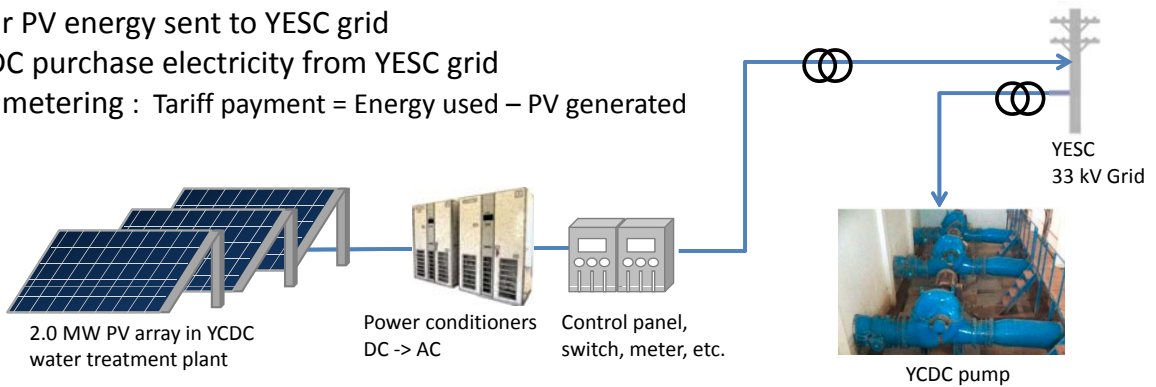 r PV energy sent to YESC grid
DC purchase electricity from YESC grid
metering : Tariff payment = Energy used – PV generated
YESC
33 kV Grid
2.0 MW PV array in YCDC
water treatment plant
Power conditioners
DC -> AC
Control panel,
switch, meter, etc.
YCDC pump